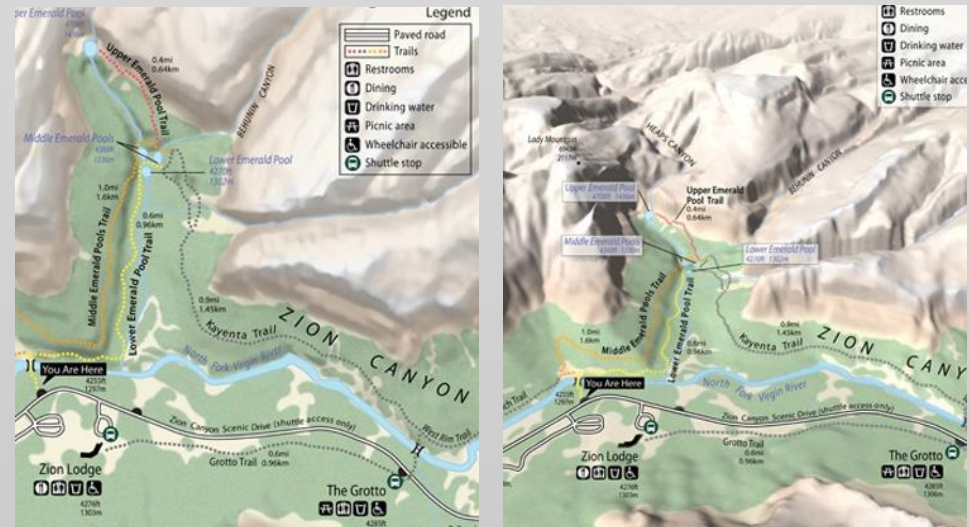 Legend
Paved road
Trails
Restrooms
Dining
Drinking water
Picnic area
Wheelchair accessible
Shuttle stop
Upper Emerald Pool
Upper Emerald Pool Trail
0.4mi
0.64km
BEHUNIN CANYON
Middle Emerald Pools
Lower Emerald Pool
4270ft
1302m
1.0mi
1.6km
Middle Emerald Pools Trail
0.6mi
0.96km
Lower Emerald Pool Trail
0.9mi
1.45km
Kayenta Trail
ZION CANYON
North Fork Virgin River
You Are Here
4255ft
1297m
Zion Canyon Scenic Drive (shuttle access only)
West Rim Trail
Grotto Trail
0.6mi
0.96km
Zion Lodge
4276ft
1303m
The Grotto
4285ft
Restrooms
Dining
Drinking water
Picnic area
Wheelchair acce
Shuttle stop
HEAPS CANYON
Lady Mountain
BEHUNIN CANYON
Upper Emerald Pool
Upper Emerald
Pool Trail
0.4mi
0.64km
Middle Emerald Pools
Lower Emerald Pool
4270ft 1302m
Middle Emerald Pools Trail
1.0mi
1.6km
Lower Emerald Pool Trail
0.6mi
0.96km
0.9mi
1.45km
Kayenta Trail
ZION CANY
North Fork Virgin River
You Are Here
4255ft
1297m
ch Trail
Zion Canyon Scenic Drive (shuttle access only)
Grotto Trail
0.6mi
0.96km
Zion Lodge
4276ft
1303m
The Grotto
4285ft
1306m